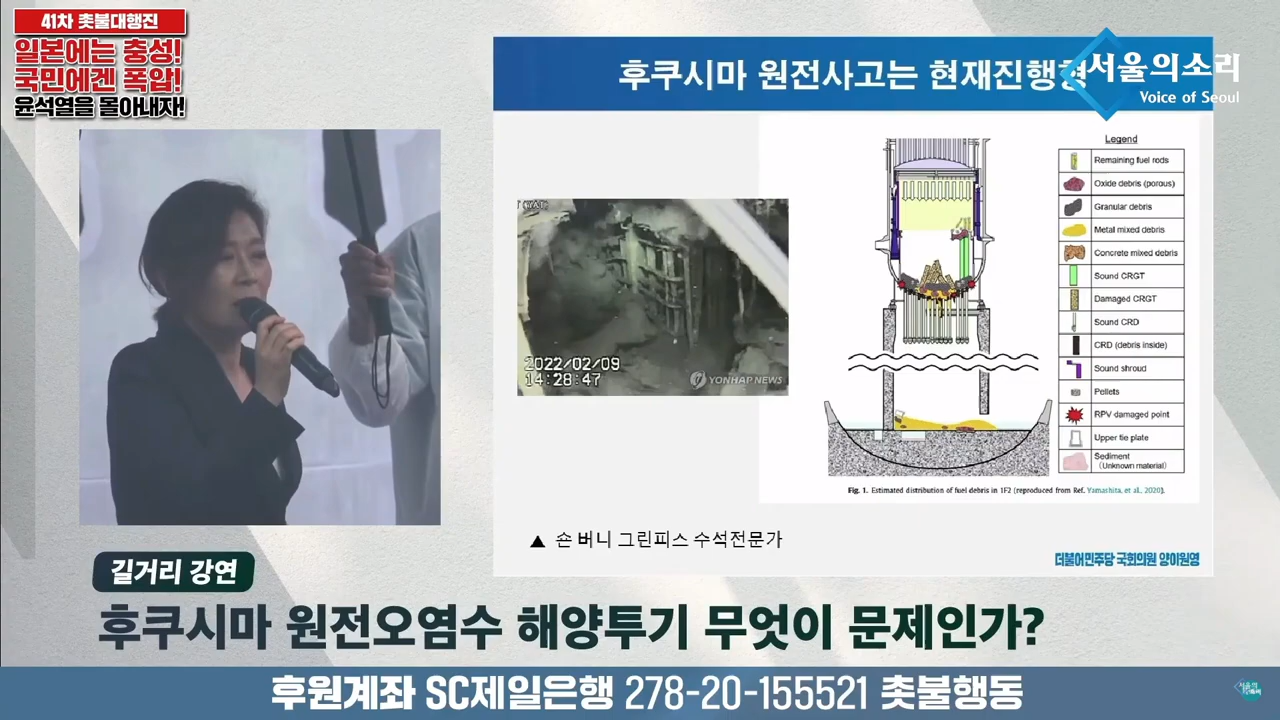 41차 촛불대행진
일본에는 충성!
국민에겐 폭압!
윤석열을 몰아내자!
후쿠시마 원전사고는 현재진행형
서울의소리
Voice of Seoul
2022/02/09
14:28:47
YONHAP NEWS
Legend
Remaining fuel rods
Oxide debris (porous)
Granular debris
Metal mixed debris
Concrete mixed debris
Sound CRGT
Damaged CRGT
Sound CRD
CRD (debris inside)
Sound shroud
Pellets
RPV damaged point
Upper tie plate
Sediment
(Unknown material)
Fig. 1. Estimated distribution of fuel debris in 1F2 (reproduced from Ref. Yamashita, et al., 2020).
▲ 숀 버니 그린피스 수석전문가
더불어민주당 국회의원 양이원영
길거리 강연
후쿠시마 원전오염수 해양투기 무엇이 문제인가?
후원계좌 SC제일은행 278-20-155521 촛불행동